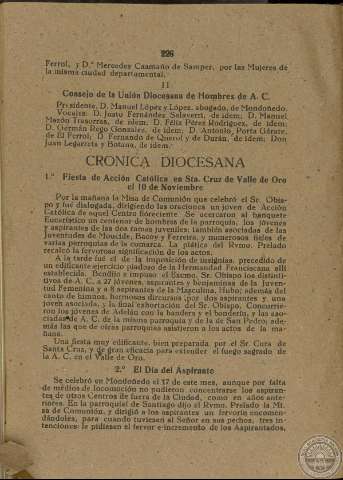 226
Ferrol, y D.ª Mercedes Caamaño de Samper, por las Mujeres de
la misma ciudad departamental.
II
Consejo de la Unión Diocesana de Hombres de A. C.
Presidente, D. Manuel López y López, abogado, de Mondoñedo.
Vocales: D. Justo Fernández Salaverri, de idem; D. Manuel
Mazón Trasorras, de idem; D. Félix Pérez Rodríguez, de idem;
D. Germán Rego González, de idem; D. Antonio Porta Gárate,
de El Ferrol; D. Fernando de Querol y de Durán, de idem; Don
Juan Legarreta y Botana, de idem.
CRONICA DIOCESANA
1.º Fiesta de Acción Católica en Sta. Cruz de Valle de Oro
el 10 de Noviembre
Por la mañana la Misa de Comunión que celebró el Sr. Obis-
po y fué dialogada, dirigiendo las oraciones un joven de Acción
Católica de aquel Centro floreciente. Se acercaron al banquete
Eucarístico un centenar de hombres de la parroquia, los jóvenes
y aspirantes de las dos ramas juveniles; también asociadas de las
juventudes de Moucide, Bacoy y Ferreira, y numerosos fieles de
varias parroquias de la comarca. La plática del Rvmo. Prelado
recalcó la fervorosa significación de los actos.
A la tarde fué el de la imposición de insignias, precedido de
un edificante ejercicio piadoso de la Hermandad Franciscana allí
establecida. Bendijo e impuso el Excmo. Sr. Obispo los distinti-
vos de A. C. a 27 jóvenes, aspirantes y benjaminas de la Juven-
tud Femenina y a 8 aspirantes de la Masculina. Hubo, además del
canto de himnos, hermosos discursos por dos aspirantes y una
joven asociada, y la final exhortación del Sr. Obispo. Concurrie-
ron los jóvenes de Adelán con la bandera y el banderín, y las aso-
ciadas de A. C. de la misma parroquia y de la de San Pedro; ade-
más las que de otras parroquias asistieron a los actos de la ma-
ñana.
Una fiesta muy edificante, bien preparada por el Sr. Cura de
Santa Cruz, y de gran eficacia para extender el fuego sagrado de
la A. C. en el Valle de Oro.
2.º El Día del Aspirante
Se celebró en Mondoñedo el 17 de este mes, aunque por falta
de medios de locomoción no pudieron concentrarse los aspiran-
tes de otros Centros de fuera de la Ciudad, como en años ante-
riores. En la parroquial de Santiago dijo el Rvmo. Prelado la Mi-
sa de Comunión, y dirigió a los aspirantes un fervorín encomen-
dándoles, para cuando tuviesen al Señor en sus pechos, tres in-
tenciones: le pidiesen el fervor e incremento de los Aspirantados,